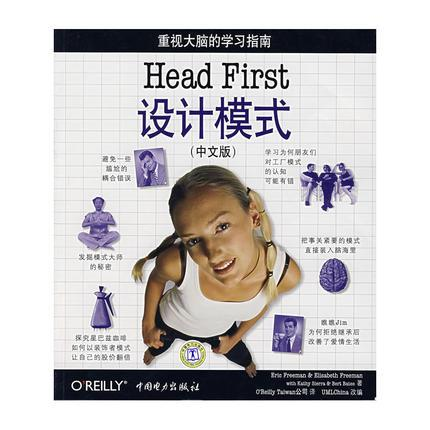 重视大脑的学习指南
Head First
设计模式
(中文版)
避免一些
尴尬的
耦合错误
学习为何朋友们
对工厂模式
的认知
可能有错
发掘模式大师
的秘密
把事关紧要的模式
直接装入脑海里
探究星巴兹咖啡
如何以装饰者模式
让自己的股价翻倍
瞧瞧Jim
为何拒绝继承后
改善了爱情生活
Eric Freeman & Elisabeth Freeman
with Kathy Sierra & Bert Bates 著
O'Reilly Taiwan公司 译 UMLChina 改编
O'REILLY®
中国电力出版社